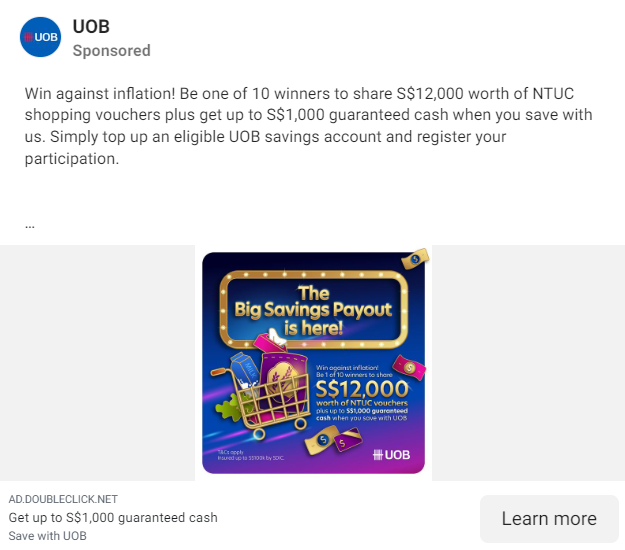 UOB
UOB
Sponsored
Win against inflation! Be one of 10 winners to share S$12,000 worth of NTUC
shopping vouchers plus get up to S$1,000 guaranteed cash when you save with
us. Simply top up an eligible UOB savings account and register your
participation.
...
The
Big Savings Payout
is here!
MILK
Win against inflation!
Be 1 of 10 winners to share
S$12,000
worth of NTUC vouchers
plus up to S$1,000 guaranteed
cash when you save with UOB
T&Cs apply.
Insured up to S$100k by SDIC.
UOB
AD.DOUBLECLICK.NET
Get up to S$1,000 guaranteed cash
Save with UOB
Learn more